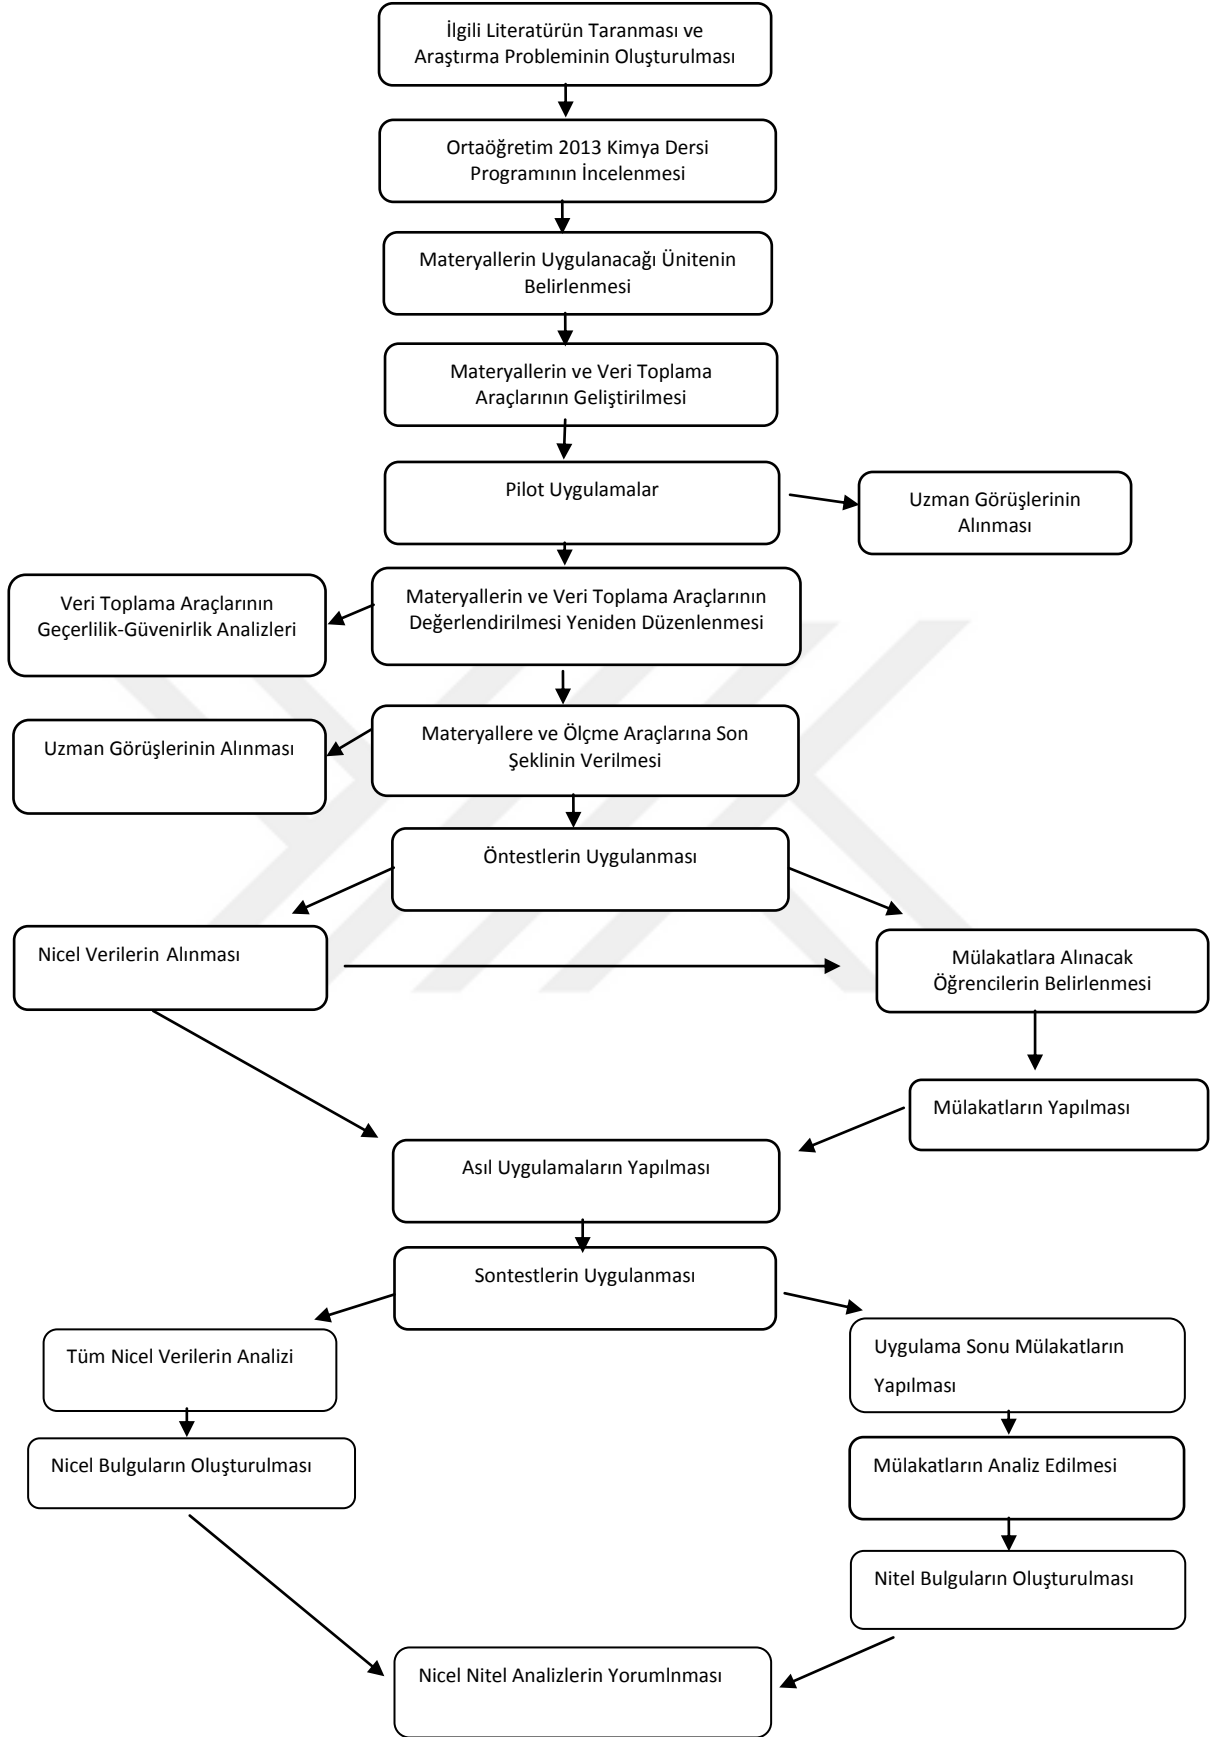 İlgili Literatürün Taranması ve
Araştırma Probleminin Oluşturulması
Ortaöğretim 2013 Kimya Dersi
Programının İncelenmesi
Materyallerin Uygulanacağı Ünitenin
Belirlenmesi
Materyallerin ve Veri Toplama
Araçlarının Geliştirilmesi
Pilot Uygulamalar
Uzman Görüşlerinin
Alınması
Veri Toplama Araçlarının
Geçerlilik-Güvenirlik Analizleri
Materyallerin ve Veri Toplama Araçlarının
Değerlendirilmesi Yeniden Düzenlenmesi
Uzman Görüşlerinin Alınması
Materyallere ve Ölçme Araçlarına Son
Şeklinin Verilmesi
Öntestlerin Uygulanması
Nicel Verilerin Alınması
Mülakatlara Alınacak
Öğrencilerin Belirlenmesi
Mülakatların Yapılması
Asıl Uygulamaların Yapılması
Sontestlerin Uygulanması
Tüm Nicel Verilerin Analizi
Uygulama Sonu Mülakatların
Yapılması
Nicel Bulguların Oluşturulması
Mülakatların Analiz Edilmesi
Nitel Bulguların Oluşturulması
Nicel Nitel Analizlerin Yorumlnması